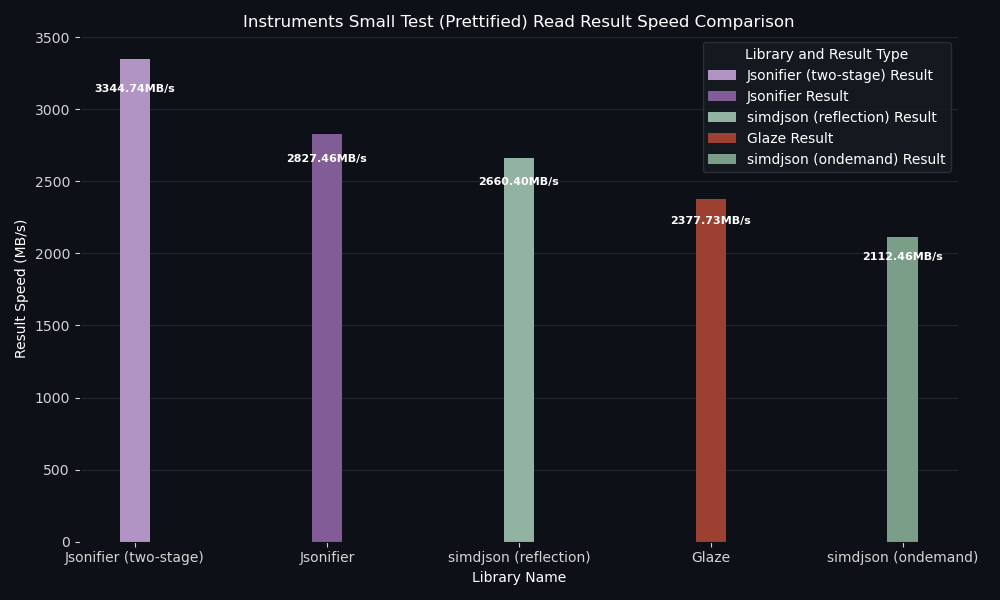 Instruments Small Test (Prettified) Read Result Speed Comparison
Result Speed (MB/s)
3500
3000
2500
2000
1500
1000
500
0
3344.74MB/s
2827.46MB/s
2660.40MB/s
2377.73MB/s
2112.46MB/s
Library and Result Type
Jsonifier (two-stage) Result
Jsonifier Result
simdjson (reflection) Result
Glaze Result
simdjson (ondemand) Result
Jsonifier (two-stage)
Jsonifier
simdjson (reflection)
Glaze
simdjson (ondemand)
Library Name